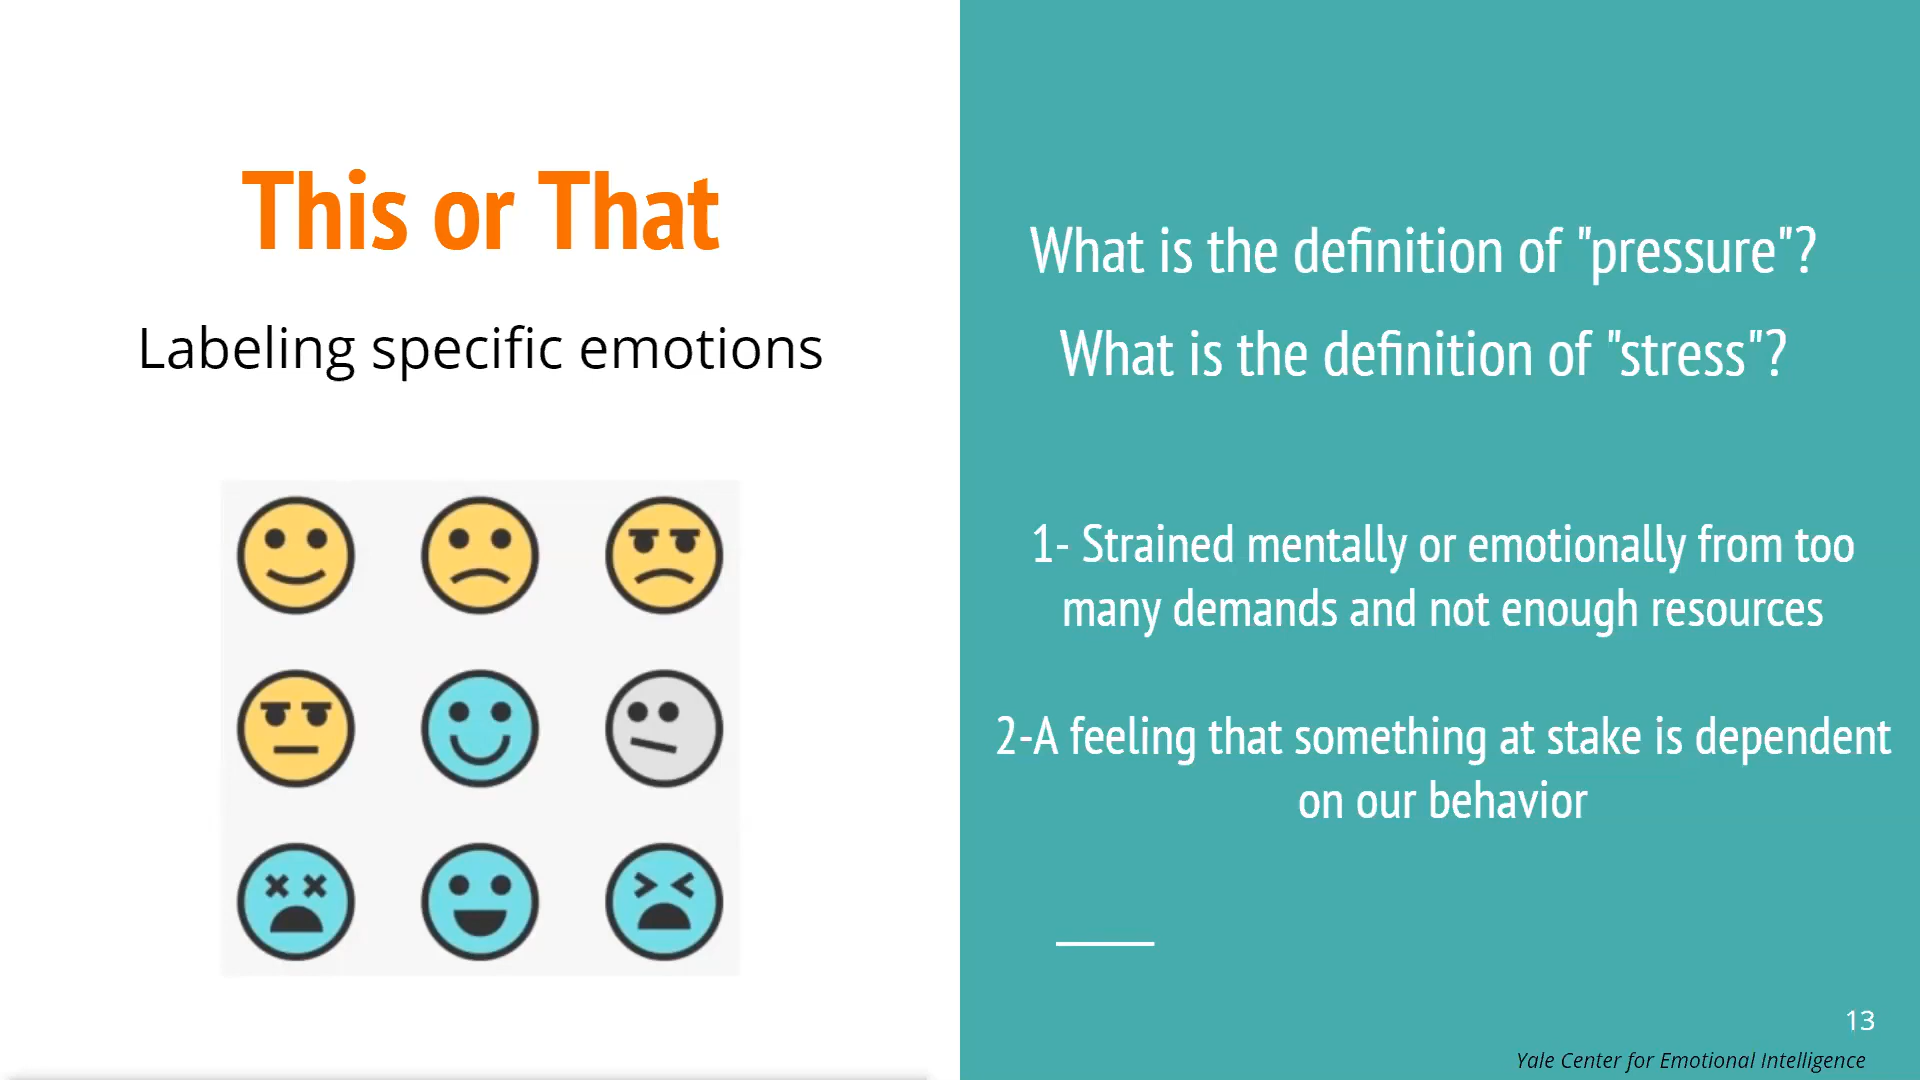 This or That
Labeling specific emotions
What is the definition of "pressure"?
What is the definition of "stress"?
1- Strained mentally or emotionally from too
many demands and not enough resources
2-A feeling that something at stake is dependent
on our behavior
13
Yale Center for Emotional Intelligence